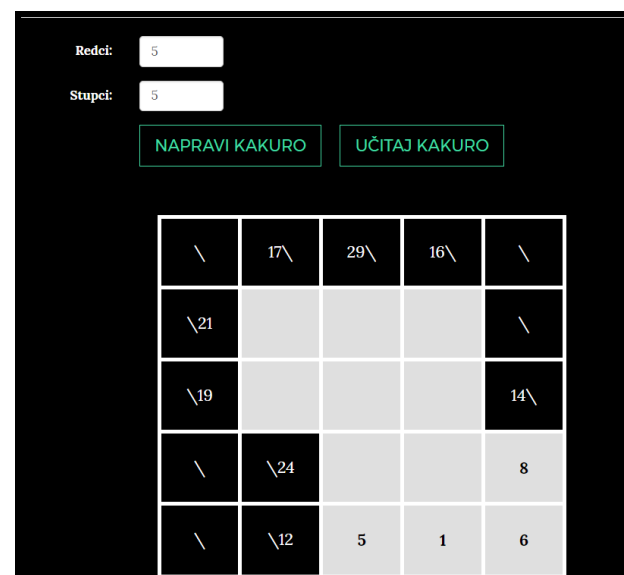 Redci: 5
Stupci: 5
NAPRAVI KAKURO UČITAJ KAKURO
\ 17\ 29\ 16\ \
\21 \
\19 14\
\ \24 8
\ \12 5 1 6